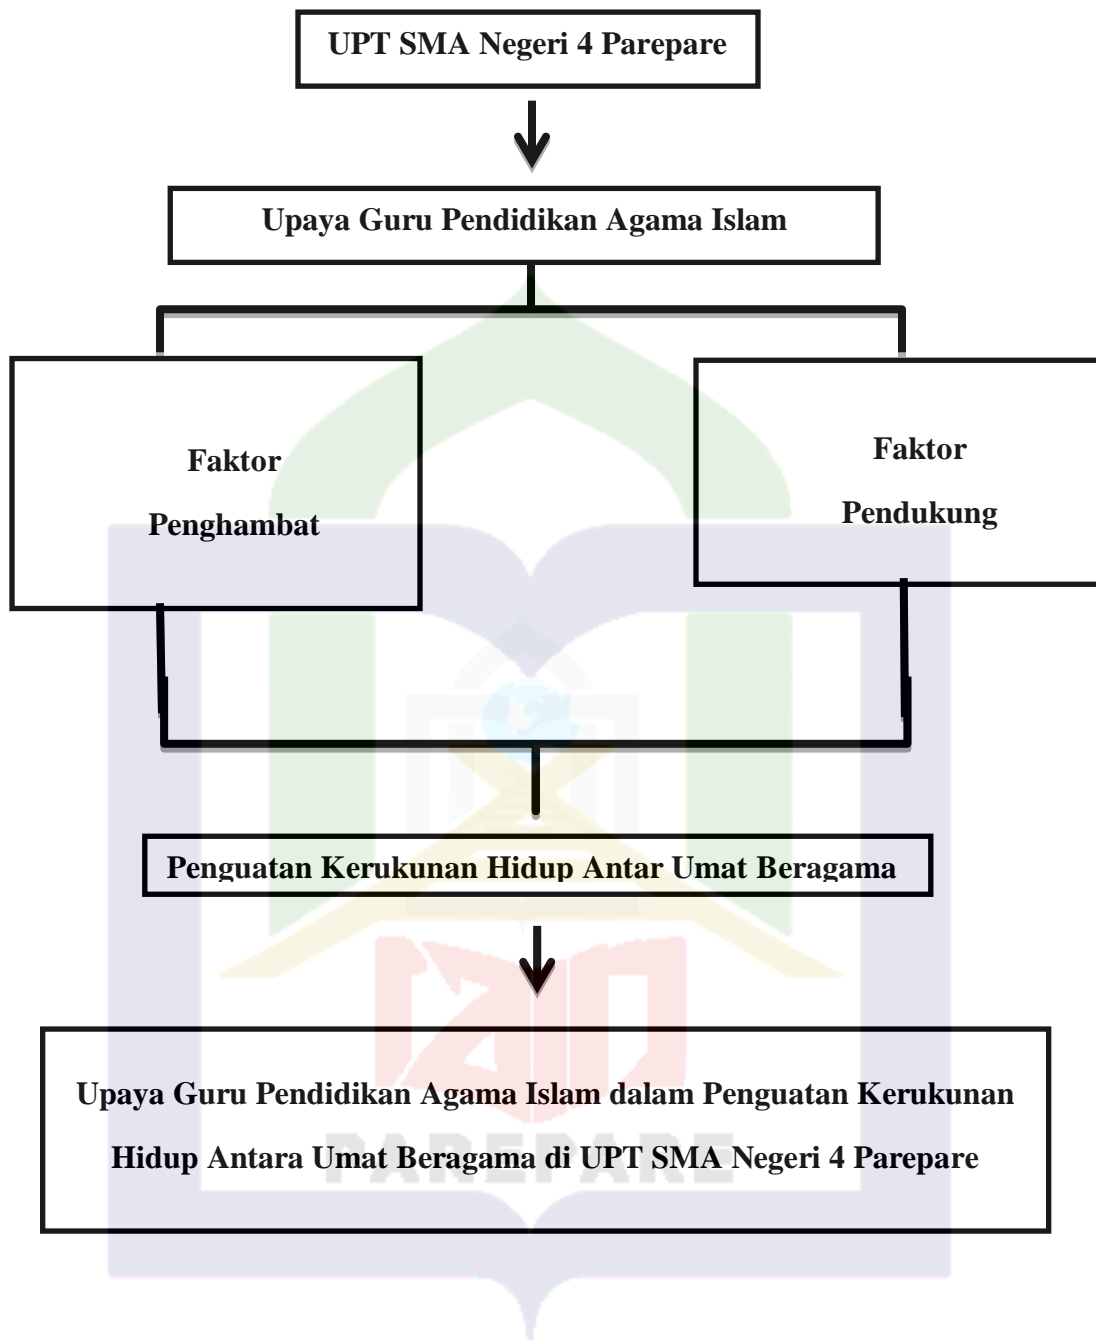 UPT SMA Negeri 4 Parepare
Upaya Guru Pendidikan Agama Islam
Faktor
Penghambat
Faktor
Pendukung
Penguatan Kerukunan Hidup Antar Umat Beragama
Upaya Guru Pendidikan Agama Islam dalam Penguatan Kerukunan
Hidup Antara Umat Beragama di UPT SMA Negeri 4 Parepare
iain
PAREPARE